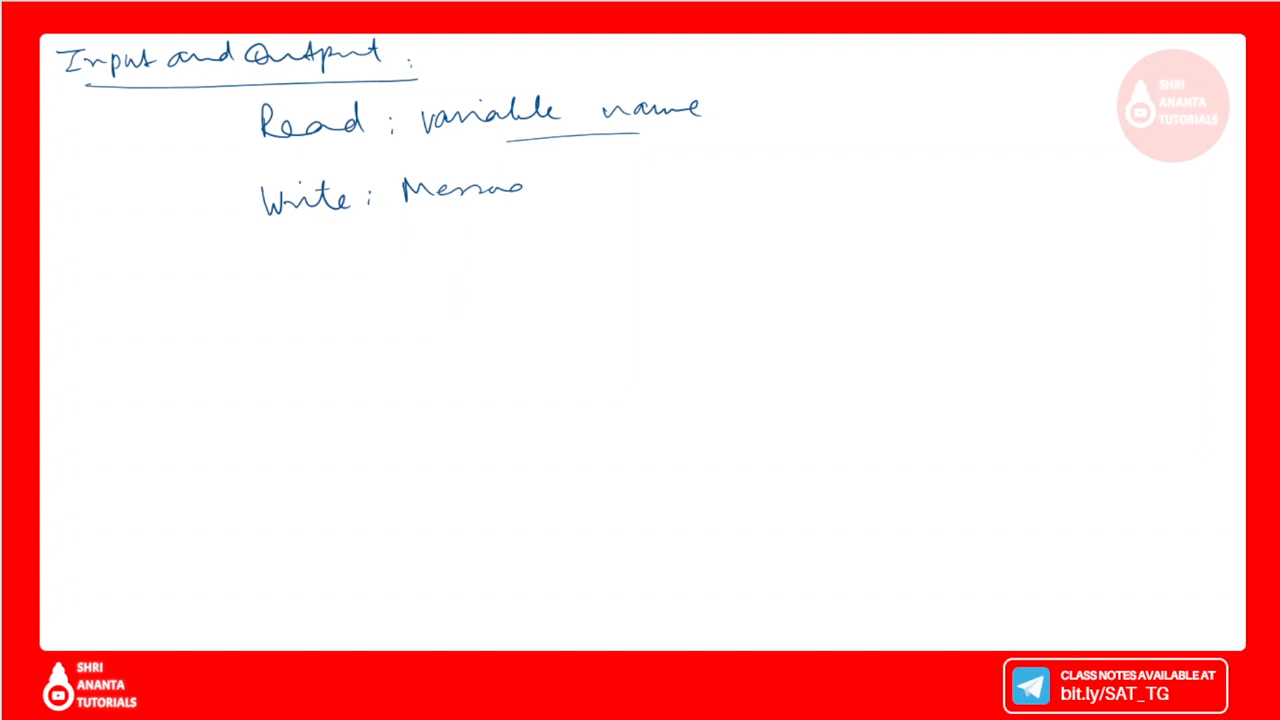 Input and Output :
Read : variable name
Write : Messag
SHRI
ANANTA
TUTORIALS
SHRI
ANANTA
TUTORIALS
CLASS NOTES AVAILABLE AT
bit.ly/SAT_TG